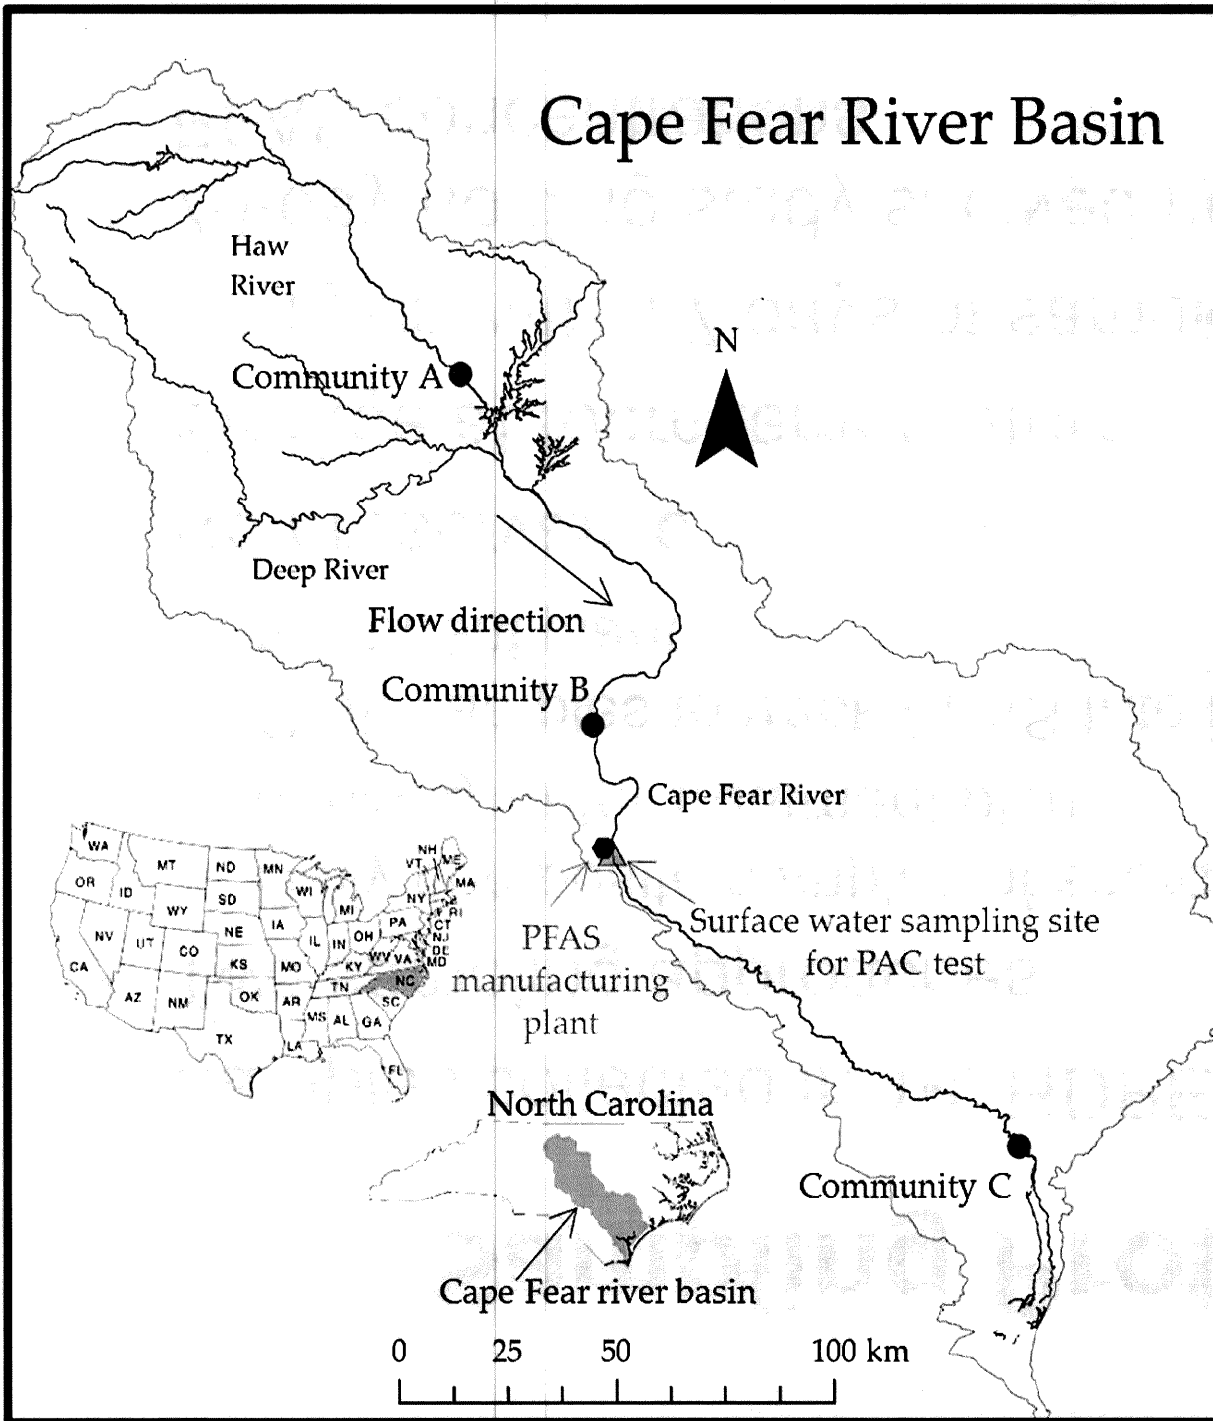 Cape Fear River Basin
Haw
River
N
Community A
Deep River
Flow direction
Community B
Cape Fear River
PFAS
manufacturing
plant
Surface water sampling site
for PAC test
WA
MT
ND
MN
VT
NH
ME
OR
ID
WY
SD
WI
MI
NY
MA
RI
CT
NJ
DE
MD
NV
UT
CO
NE
IA
IL
IN
OH
PA
WV
VA
CA
KS
MO
KY
NC
AZ
NM
OK
AR
TN
SC
MS
AL
GA
TX
LA
FL
North Carolina
Community C
Cape Fear river basin
0 25 50 100 km